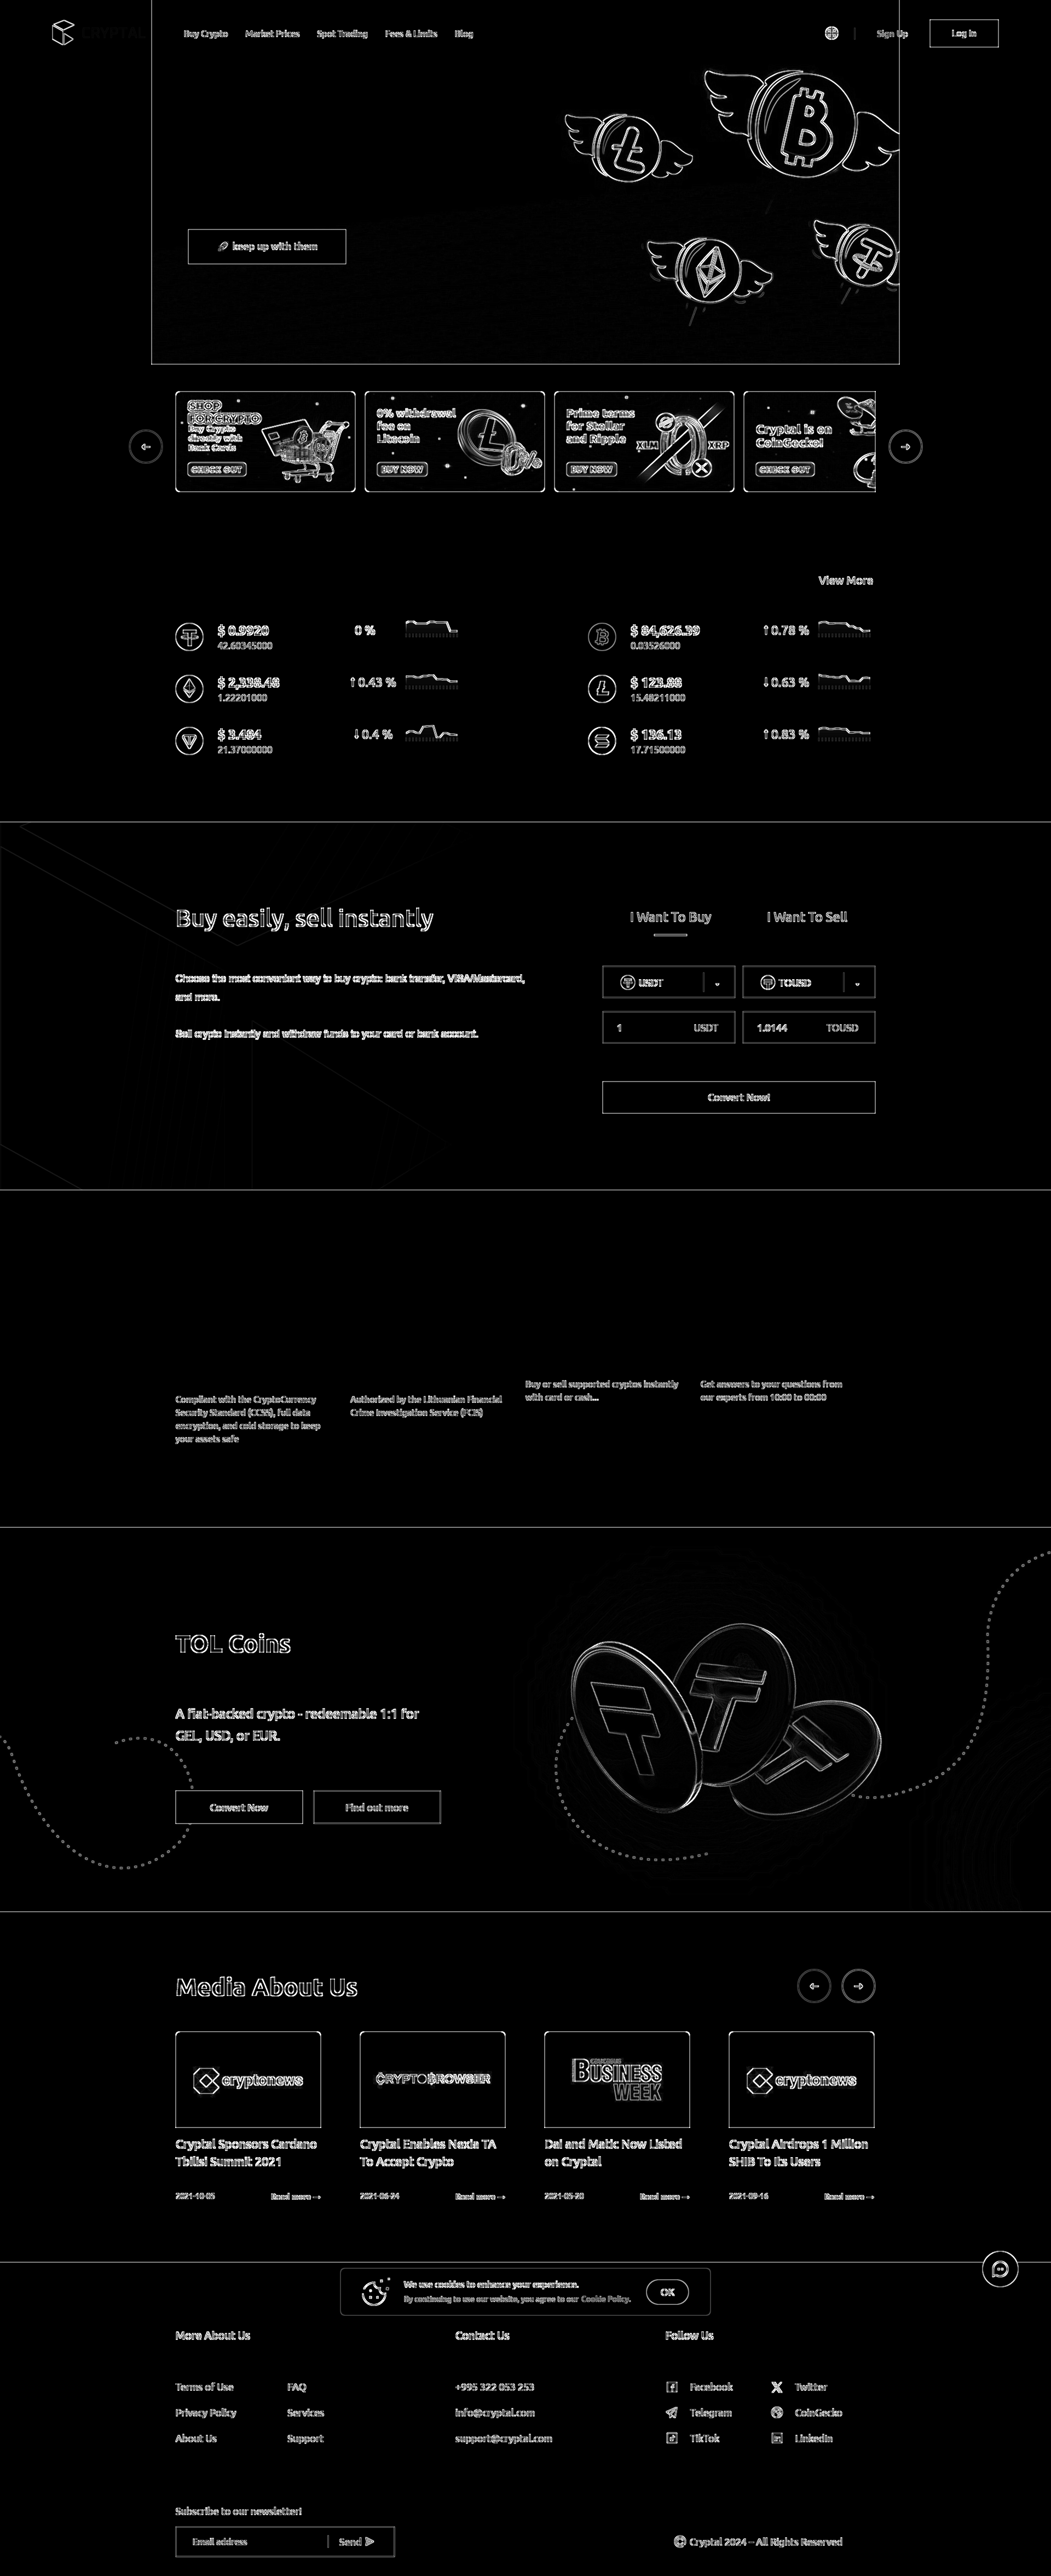 CRYPTAL
Buy Crypto
Market Prices
Spot Trading
Fees & Limits
Blog
Sign Up
Log In
keep up with them
SHOP
FOR CRYPTO
Buy Crypto
directly with
Bank Cards
CHECK OUT
0% withdrawal
fee on
Litecoin
0%
BUY NOW
Prime terms
for Stellar
and Ripple
XLM
XRP
BUY NOW
Cryptal is on
CoinGecko!
CHECK OUT
View More
$ 0.9920
42.60345000
0 %
$ 84,626.39
0.03526000
↑ 0.78 %
$ 2,338.48
1.22201000
↑ 0.43 %
$ 123.88
15.48211000
↓ 0.63 %
$ 3.484
21.37000000
↓ 0.4 %
$ 136.13
17.71500000
↑ 0.83 %
Buy easily, sell instantly
Choose the most convenient way to buy crypto: bank transfer, VISA/Mastercard,
and more.
Sell crypto instantly and withdraw funds to your card or bank account.
I Want To Buy
I Want To Sell
USDT
TOUSD
1 USDT
1.0144 TOUSD
Convert Now!
Compliant with the CryptoCurrency
Security Standard (CCSS), full data
encryption, and cold storage to keep
your assets safe
Authorized by the Lithuanian Financial
Crime Investigation Service (FCIS)
Buy or sell supported cryptos instantly
with card or cash...
Get answers to your questions from
our experts from 10:00 to 00:00
TOL Coins
A fiat-backed crypto - redeemable 1:1 for
GEL, USD, or EUR.
Convert Now
Find out more
Media About Us
cryptonews
Cryptal Sponsors Cardano
Tbilisi Summit 2021
2021-10-05
Read more →
CRYPTOBROWSER
Cryptal Enables Nexia TA
To Accept Crypto
2021-06-24
Read more →
BUSINESS
WEEK
Dai and Matic Now Listed
on Cryptal
2021-05-20
Read more →
cryptonews
Cryptal Airdrops 1 Million
SHIB To Its Users
2021-09-16
Read more →
We use cookies to enhance your experience.
By continuing to use our website, you agree to our Cookie Policy.
OK
More About Us
Terms of Use
Privacy Policy
About Us
FAQ
Services
Support
Contact Us
+995 322 053 253
info@cryptal.com
support@cryptal.com
Follow Us
Facebook
Telegram
TikTok
Twitter
CoinGecko
LinkedIn
Subscribe to our newsletter!
Email address
Send
Cryptal 2024 – All Rights Reserved